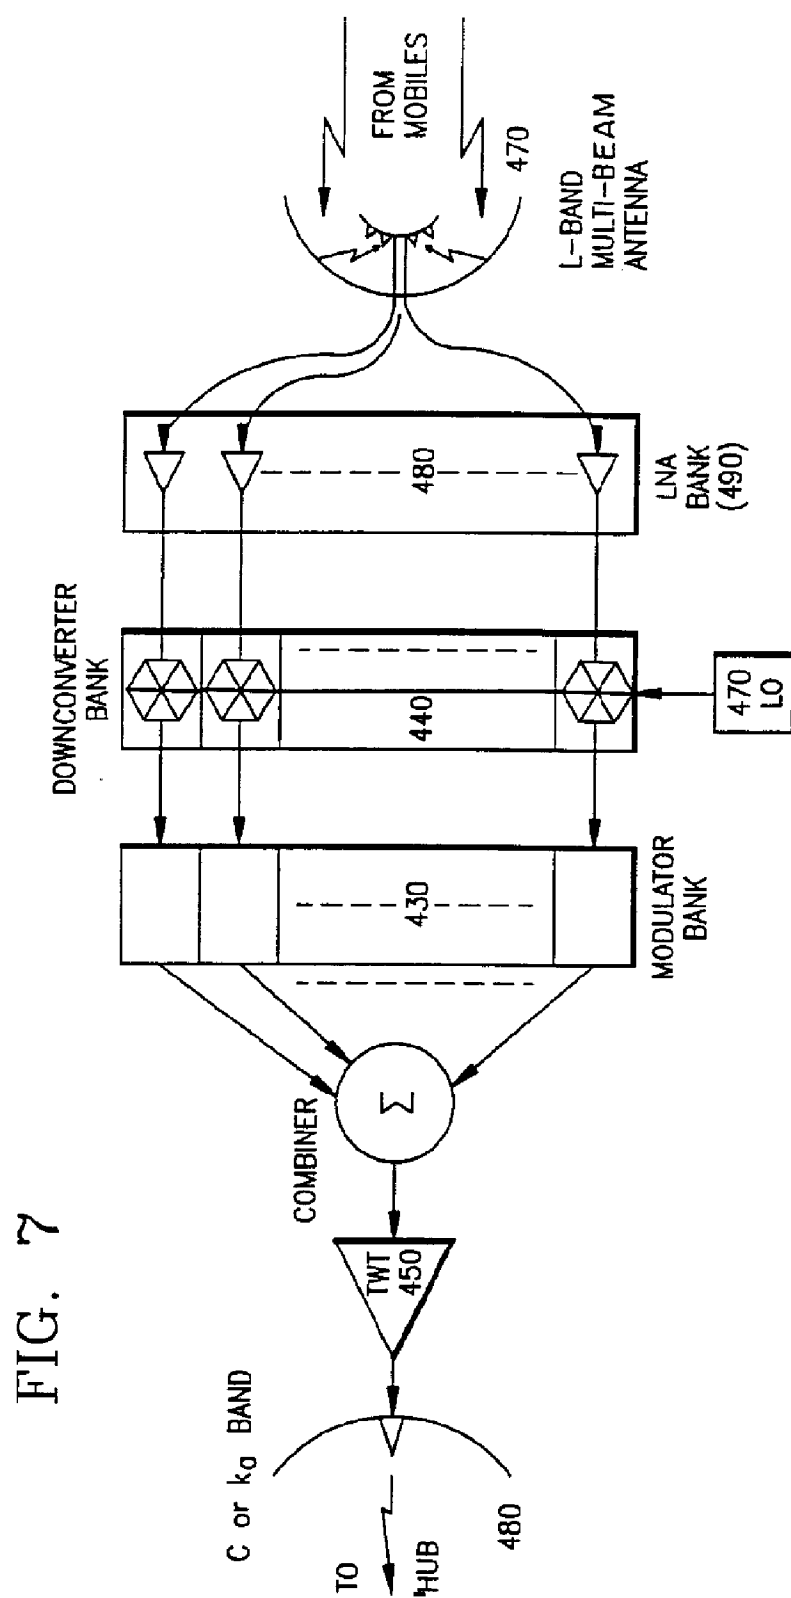 FIG. 7
C or ka BAND
TO
HUB
480
TWT
450
COMBINER
Σ
430
MODULATOR
BANK
DOWNCONVERTER
BANK
440
470
LO
480
LNA
BANK
(490)
FROM
MOBILES
470
L-BAND
MULTI-BEAM
ANTENNA